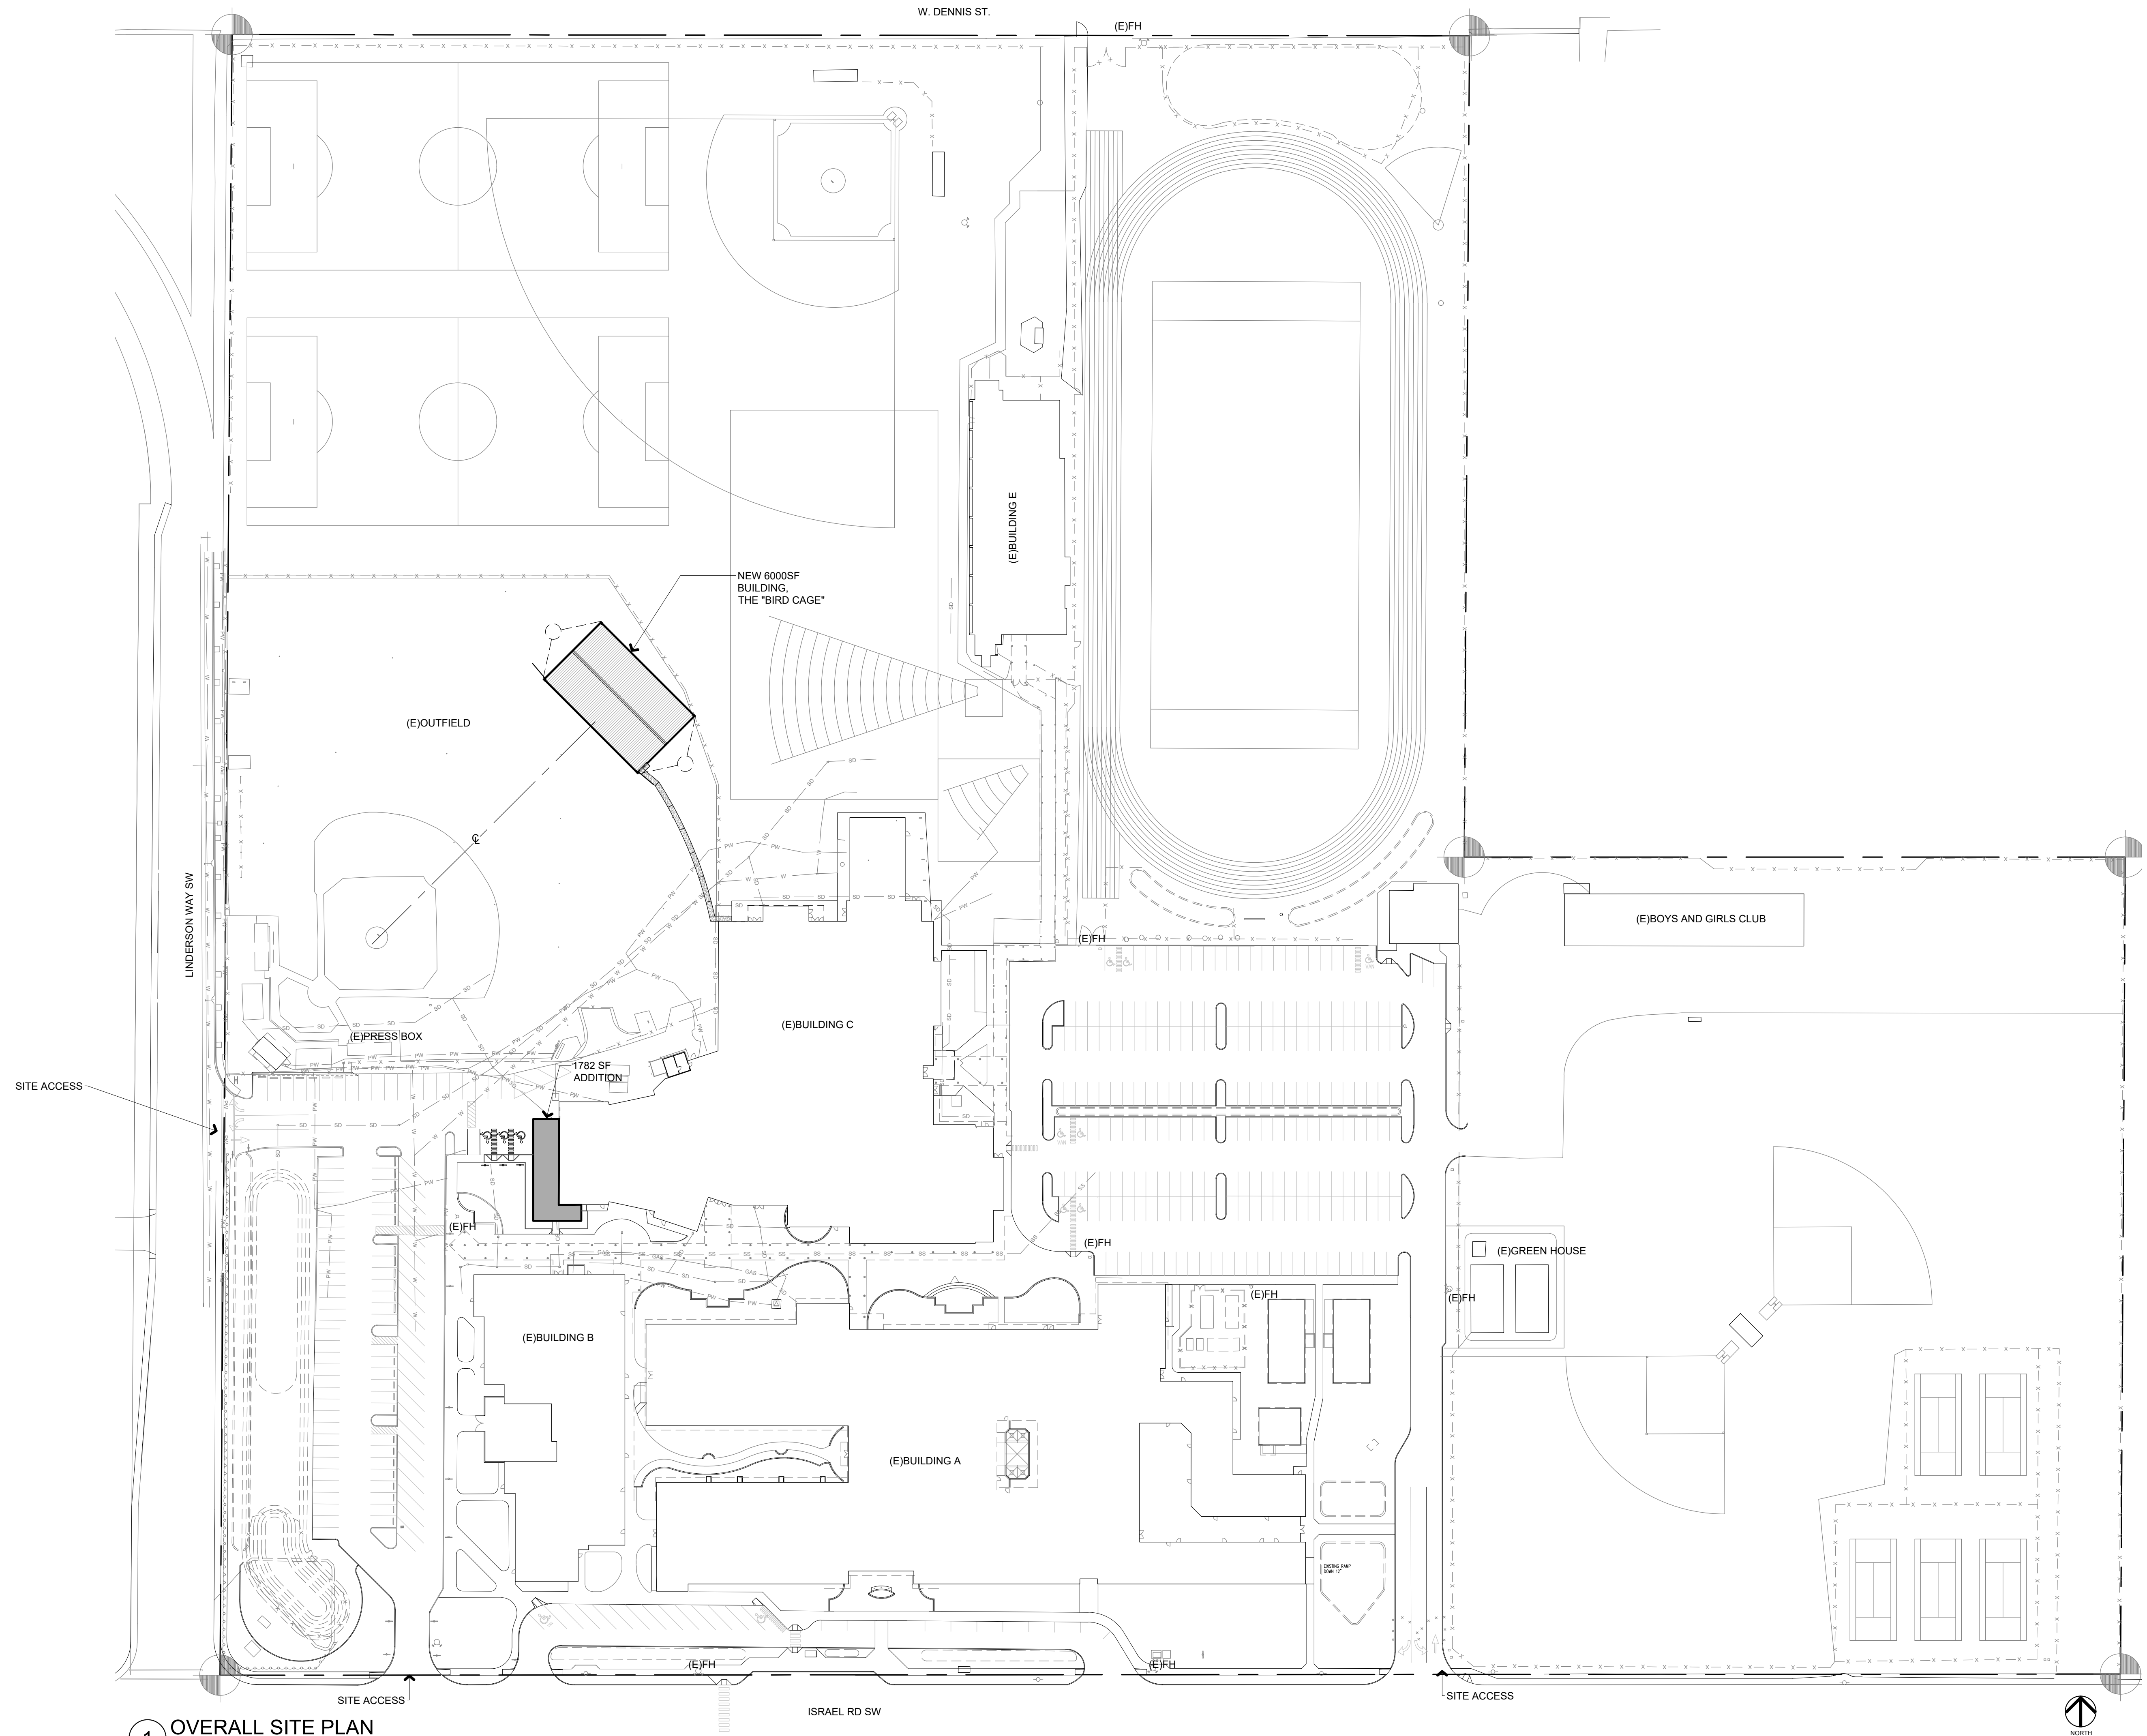 W. DENNIS ST.
(E)FH
(E)BUILDING E
NEW 6000SF
BUILDING,
THE "BIRD CAGE"
(E)OUTFIELD
℄
LINDERSON WAY SW
(E)BOYS AND GIRLS CLUB
(E)FH
(E)BUILDING C
(E)PRESS BOX
1782 SF
ADDITION
SITE ACCESS
(E)FH
(E)FH
(E)GREEN HOUSE
(E)FH
(E)FH
(E)BUILDING B
(E)BUILDING A
EXISTING RAMP
DOWN 12"
(E)FH
(E)FH
SITE ACCESS
SITE ACCESS
ISRAEL RD SW
1
OVERALL SITE PLAN
NORTH